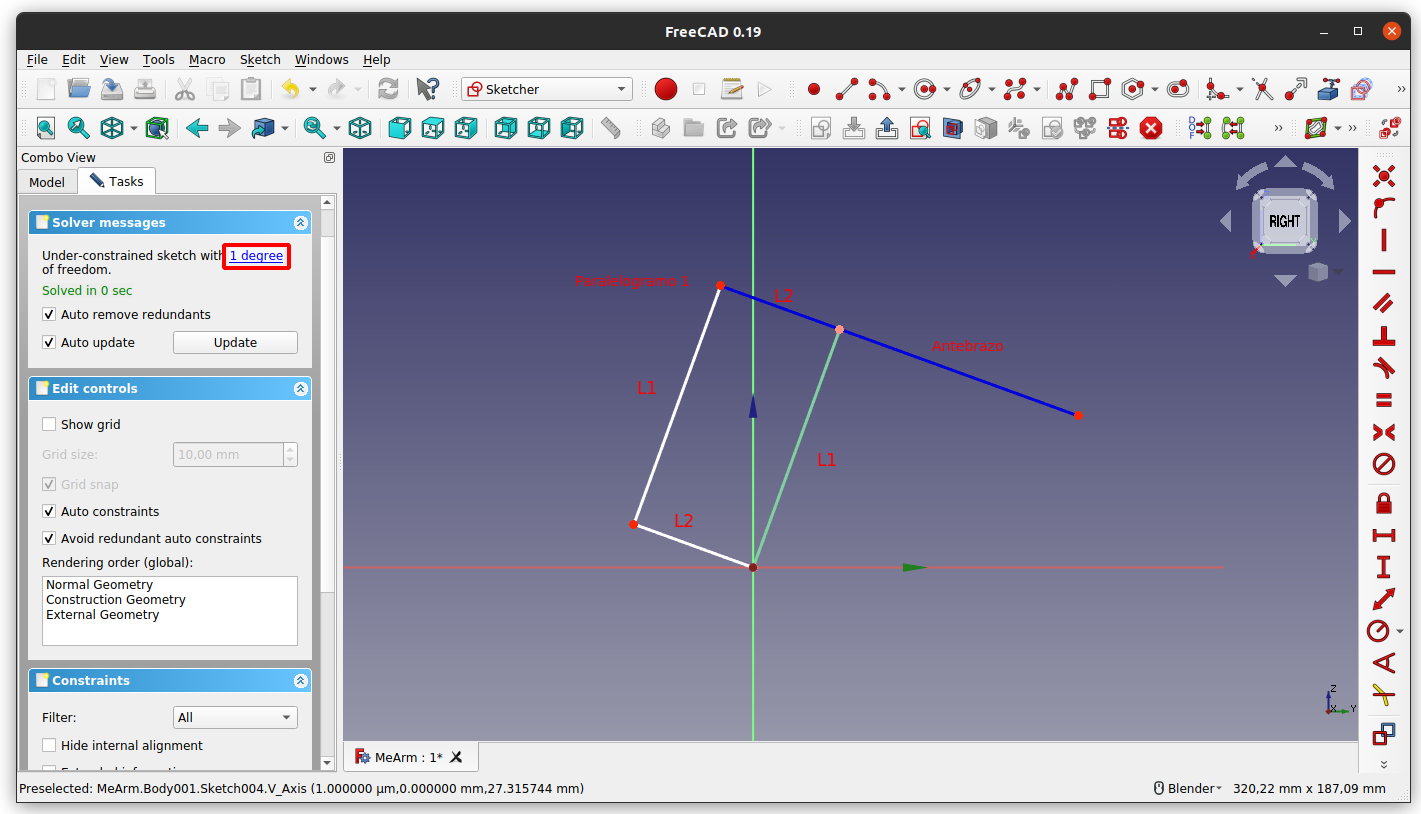 FreeCAD 0.19
File Edit View Tools Macro Sketch Windows Help
Sketcher
DOF
Combo View
Model Tasks
Solver messages
Under-constrained sketch with 1 degree
of freedom.
Solved in 0 sec
Auto remove redundants
Auto update Update
Edit controls
Show grid
Grid size: 10,00 mm
Grid snap
Auto constraints
Avoid redundant auto constraints
Rendering order (global):
Normal Geometry
Construction Geometry
External Geometry
Constraints
Filter: All
Hide internal alignment
Paralelogramo 1
L2
Antebrazo
L1
L1
L2
RIGHT
Z
X Y
MeArm : 1*
Preselected: MeArm.Body001.Sketch004.V_Axis (1.000000 µm,0.000000 mm,27.315744 mm)
Blender 320,22 mm x 187,09 mm